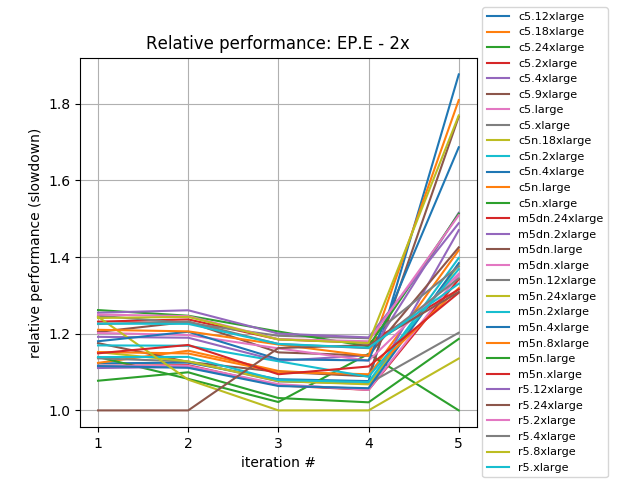 Relative performance: EP.E - 2x
relative performance (slowdown)
1.8
1.6
1.4
1.2
1.0
1 2 3 4 5
iteration #
c5.12xlarge
c5.18xlarge
c5.24xlarge
c5.2xlarge
c5.4xlarge
c5.9xlarge
c5.large
c5.xlarge
c5n.18xlarge
c5n.2xlarge
c5n.4xlarge
c5n.large
c5n.xlarge
m5dn.24xlarge
m5dn.2xlarge
m5dn.large
m5dn.xlarge
m5n.12xlarge
m5n.24xlarge
m5n.2xlarge
m5n.4xlarge
m5n.8xlarge
m5n.large
m5n.xlarge
r5.12xlarge
r5.24xlarge
r5.2xlarge
r5.4xlarge
r5.8xlarge
r5.xlarge